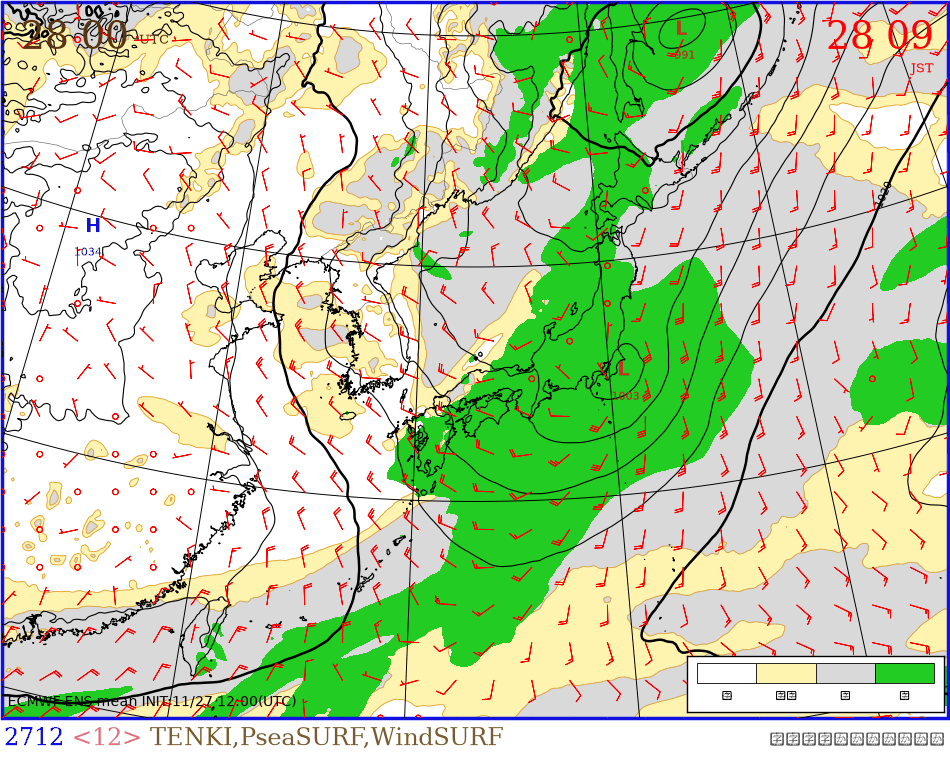 28 00 UTC
28 09
JST
L
991
1020
H
1034
L
1003
ECMWF ENS mean INIT:11/27 12:00(UTC)
2712 <12> TENKI,PseaSURF,WindSURF